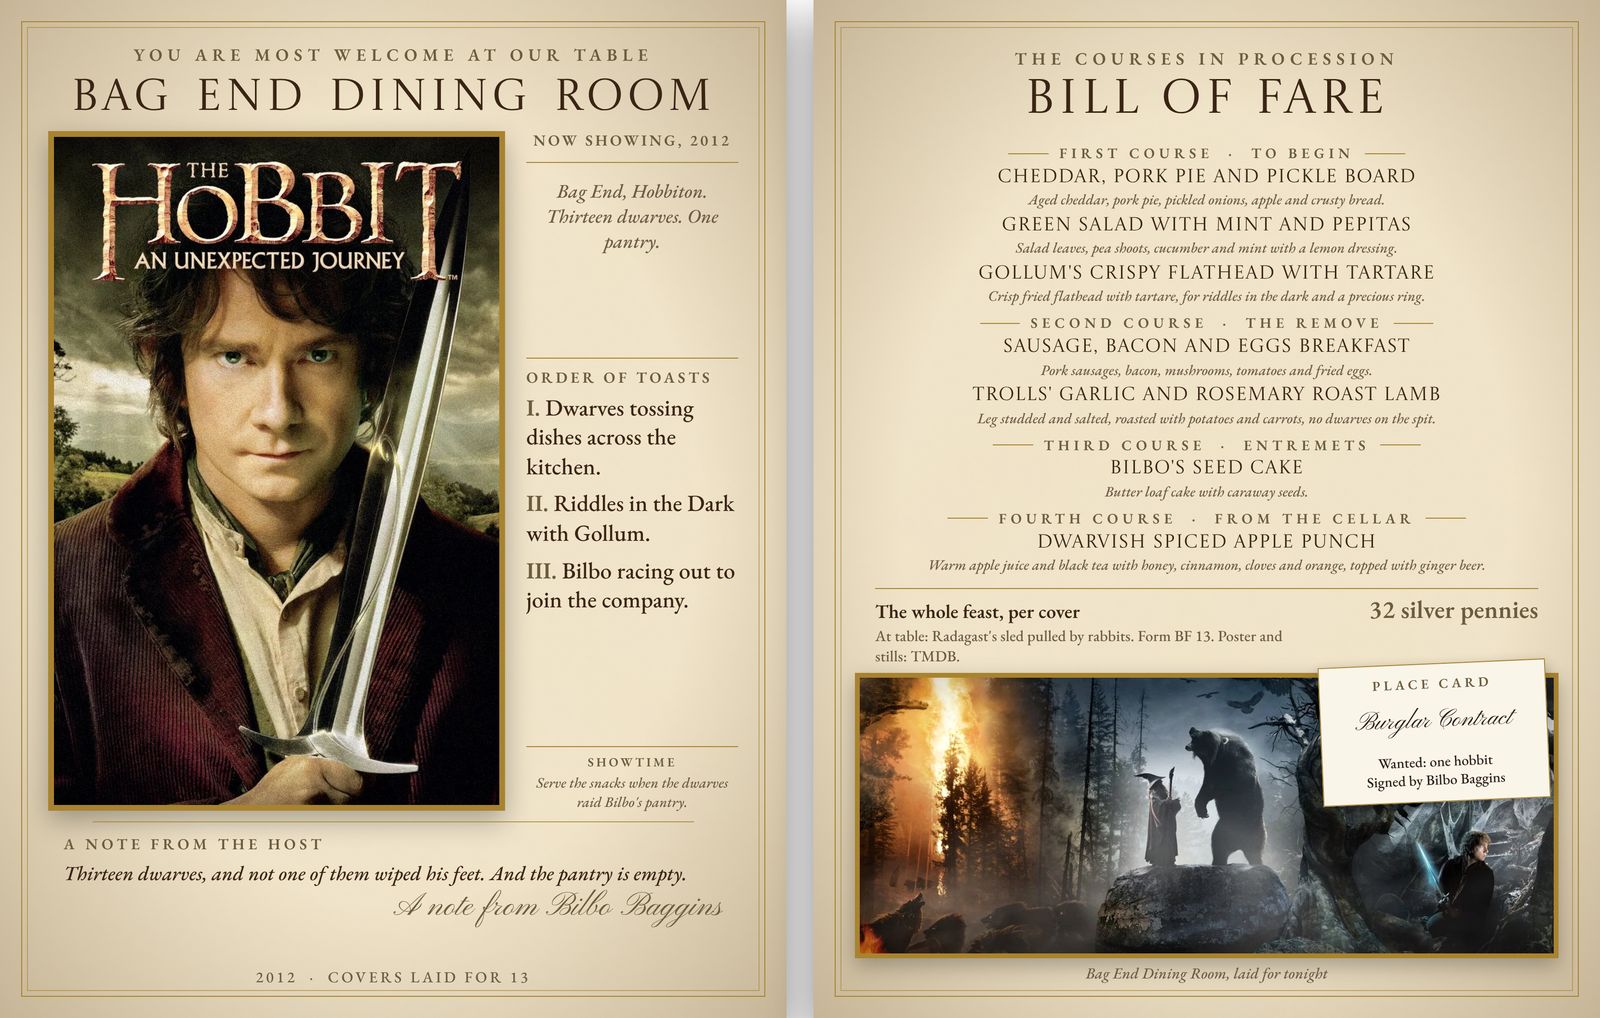 YOU ARE MOST WELCOME AT OUR TABLE
BAG END DINING ROOM
THE
HOBBIT
AN UNEXPECTED JOURNEY
TM
NOW SHOWING, 2012
Bag End, Hobbiton.
Thirteen dwarves. One
pantry.
ORDER OF TOASTS
I. Dwarves tossing
dishes across the
kitchen.
II. Riddles in the Dark
with Gollum.
III. Bilbo racing out to
join the company.
SHOWTIME
Serve the snacks when the dwarves
raid Bilbo's pantry.
A NOTE FROM THE HOST
Thirteen dwarves, and not one of them wiped his feet. And the pantry is empty.
A note from Bilbo Baggins
2012 · COVERS LAID FOR 13
THE COURSES IN PROCESSION
BILL OF FARE
FIRST COURSE · TO BEGIN
CHEDDAR, PORK PIE AND PICKLE BOARD
Aged cheddar, pork pie, pickled onions, apple and crusty bread.
GREEN SALAD WITH MINT AND PEPITAS
Salad leaves, pea shoots, cucumber and mint with a lemon dressing.
GOLLUM'S CRISPY FLATHEAD WITH TARTARE
Crisp fried flathead with tartare, for riddles in the dark and a precious ring.
SECOND COURSE · THE REMOVE
SAUSAGE, BACON AND EGGS BREAKFAST
Pork sausages, bacon, mushrooms, tomatoes and fried eggs.
TROLLS' GARLIC AND ROSEMARY ROAST LAMB
Leg studded and salted, roasted with potatoes and carrots, no dwarves on the spit.
THIRD COURSE · ENTREMETS
BILBO'S SEED CAKE
Butter loaf cake with caraway seeds.
FOURTH COURSE · FROM THE CELLAR
DWARVISH SPICED APPLE PUNCH
Warm apple juice and black tea with honey, cinnamon, cloves and orange, topped with ginger beer.
The whole feast, per cover
32 silver pennies
At table: Radagast's sled pulled by rabbits. Form BF 13. Poster and
stills: TMDB.
PLACE CARD
Burglar Contract
Wanted: one hobbit
Signed by Bilbo Baggins
Bag End Dining Room, laid for tonight